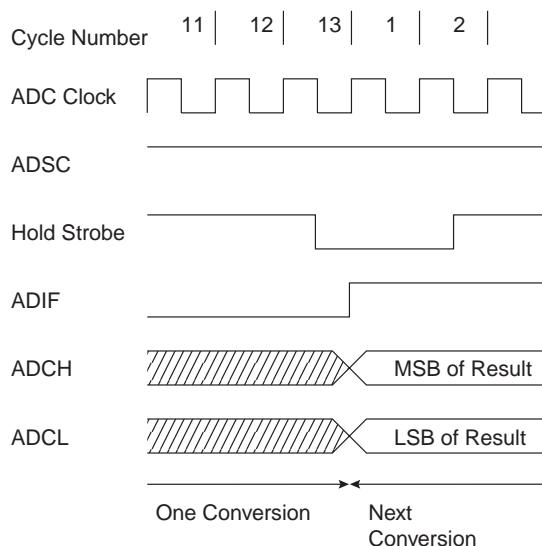 Cycle Number 11 12 13 1 2
ADC Clock
ADSC
Hold Strobe
ADIF
ADCH MSB of Result
ADCL LSB of Result
One Conversion Next
Conversion